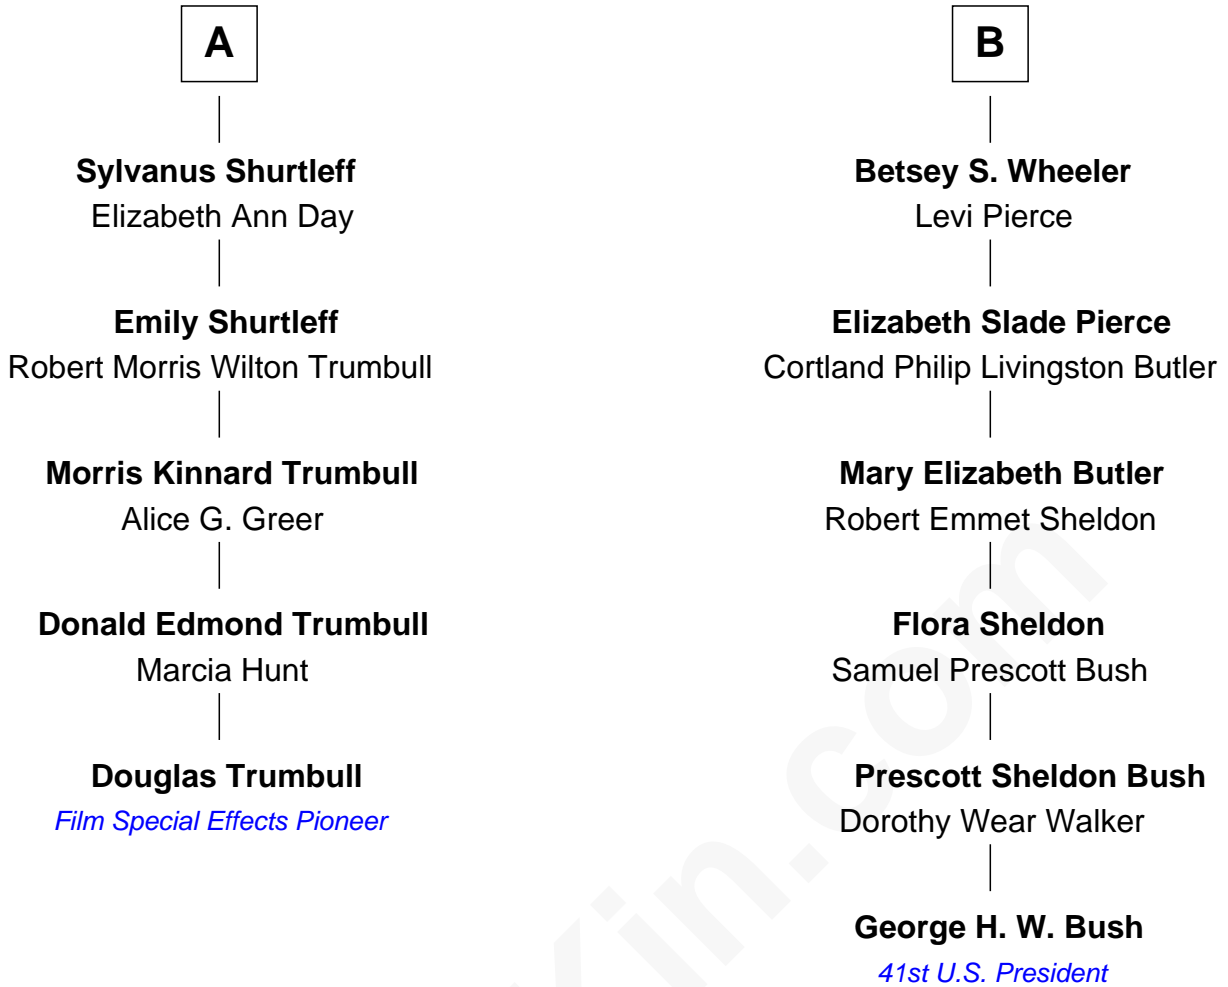 A
Sylvanus Shurtleff
Elizabeth Ann Day
Emily Shurtleff
Robert Morris Wilton Trumbull
Morris Kinnard Trumbull
Alice G. Greer
Donald Edmond Trumbull
Marcia Hunt
Douglas Trumbull
Film Special Effects Pioneer
B
Betsey S. Wheeler
Levi Pierce
Elizabeth Slade Pierce
Cortland Philip Livingston Butler
Mary Elizabeth Butler
Robert Emmet Sheldon
Flora Sheldon
Samuel Prescott Bush
Prescott Sheldon Bush
Dorothy Wear Walker
George H. W. Bush
41st U.S. President
Kin.com